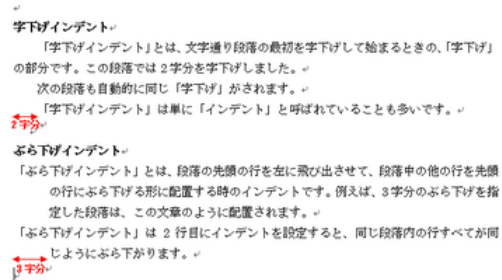 字下げインデント
「字下げインデント」とは、文字通り段落の最初を字下げして始まるときの、「字下げ」
の部分です。この段落では2字分を字下げしました。
次の段落も自動的に同じ「字下げ」がされます。
「字下げインデント」は単に「インデント」と呼ばれていることも多いです。
2字分
ぶら下げインデント
「ぶら下げインデント」とは、段落の先頭の行を左に飛び出させて、段落中の他の行を先頭
の行にぶら下げる形に配置する時のインデントです。例えば、3字分のぶら下げを指
定した段落は、この文章のように配置されます。
「ぶら下げインデント」は 2 行目にインデントを設定すると、同じ段落内の行すべてが同
じようにぶら下がります。
3字分